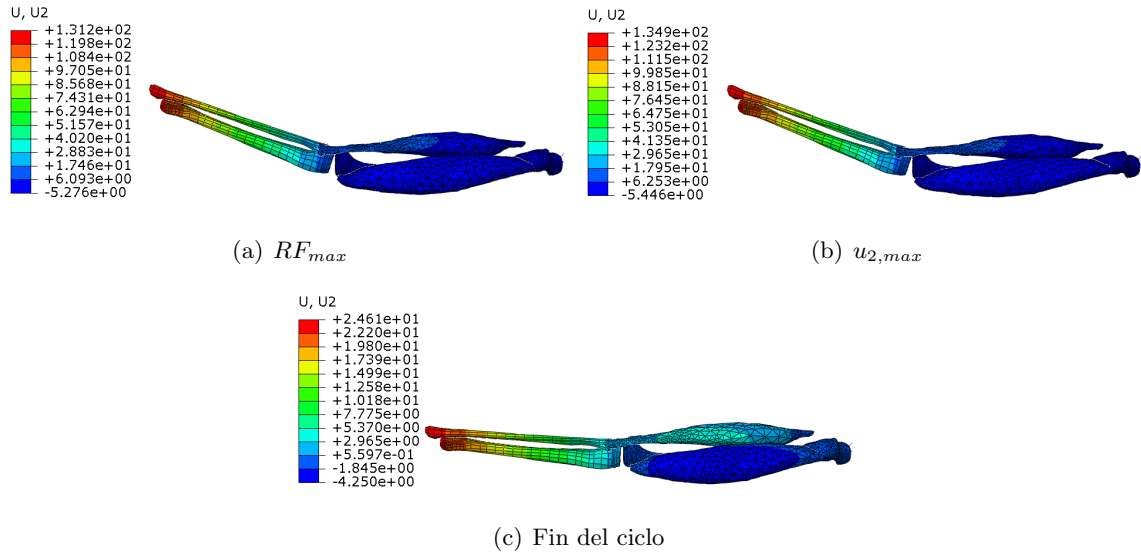 U, U2
+1.312e+02
+1.198e+02
+1.084e+02
+9.705e+01
+8.568e+01
+7.431e+01
+6.294e+01
+5.157e+01
+4.020e+01
+2.883e+01
+1.746e+01
+6.093e+00
-5.276e+00
(a) RFmax
U, U2
+1.349e+02
+1.232e+02
+1.115e+02
+9.985e+01
+8.815e+01
+7.645e+01
+6.475e+01
+5.305e+01
+4.135e+01
+2.965e+01
+1.795e+01
+6.253e+00
-5.446e+00
(b) u2,max
U, U2
+2.461e+01
+2.220e+01
+1.980e+01
+1.739e+01
+1.499e+01
+1.258e+01
+1.018e+01
+7.775e+00
+5.370e+00
+2.965e+00
+5.597e-01
-1.845e+00
-4.250e+00
(c) Fin del ciclo